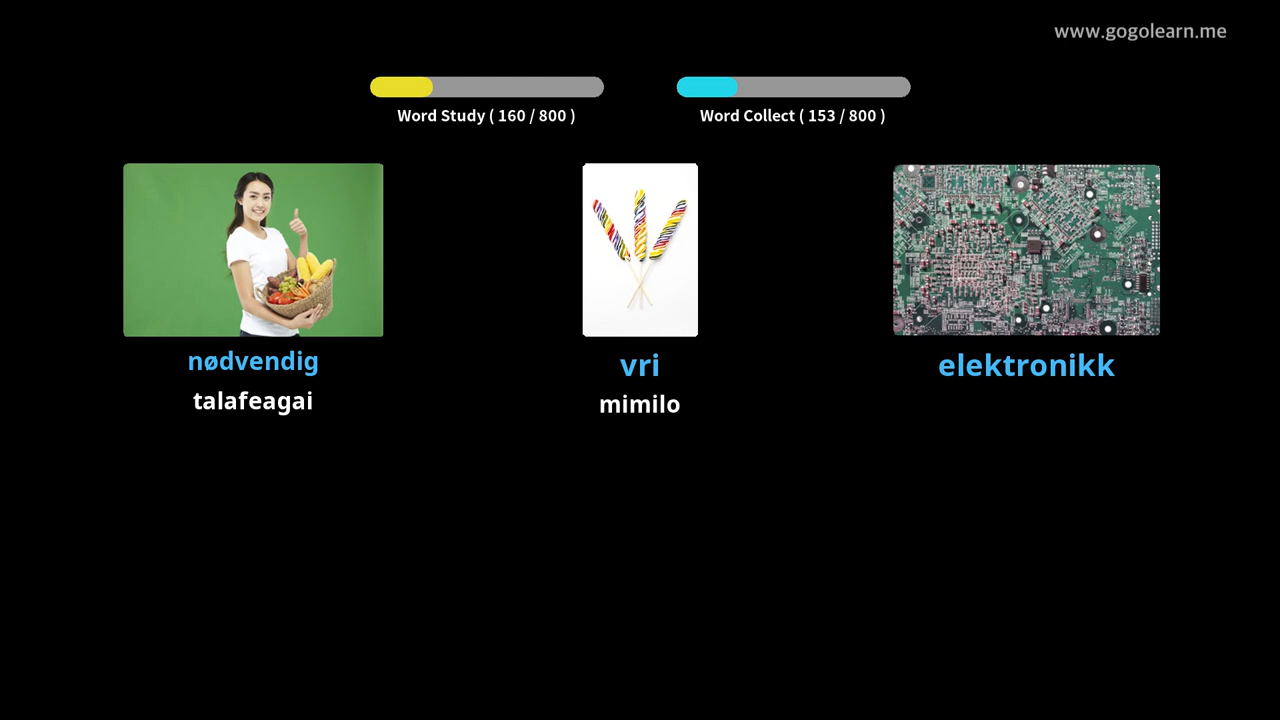 www.gogolearn.me
Word Study ( 160 / 800 )
Word Collect ( 153 / 800 )
nødvendig
talafeagai
vri
mimilo
elektronikk